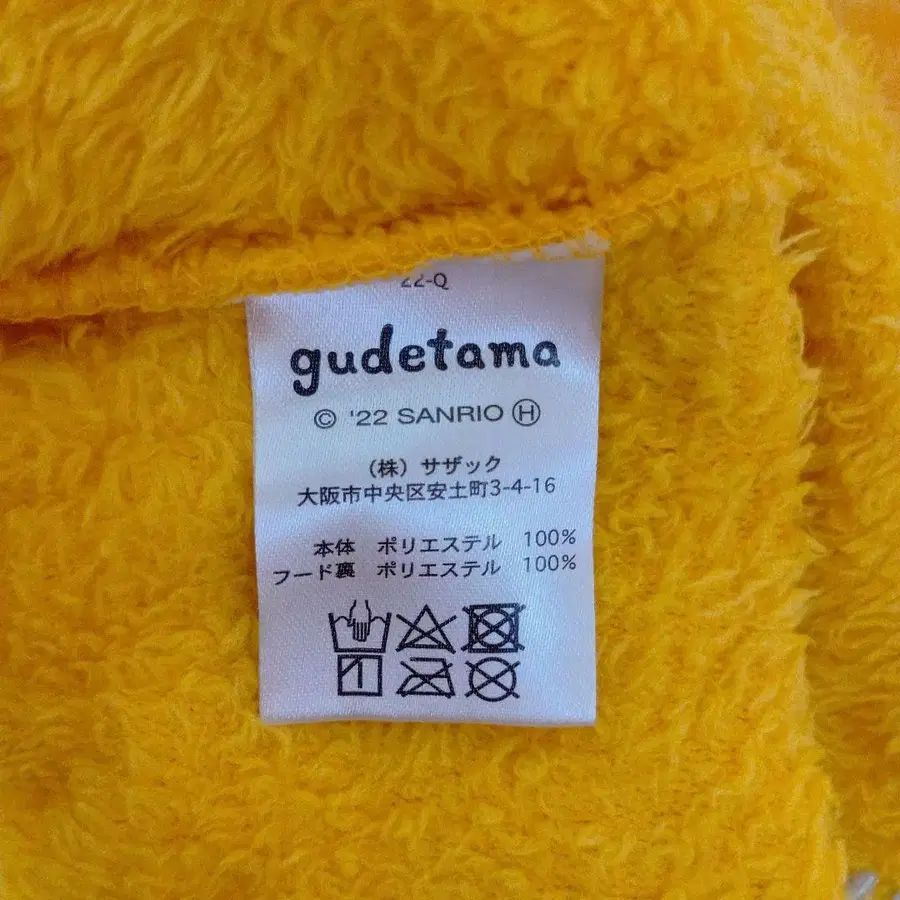 22-Q
gudetama
© '22 SANRIO Ⓗ
(株) サザック
大阪市中央区安土町3-4-16
本体 ポリエステル 100%
フード裏 ポリエステル 100%